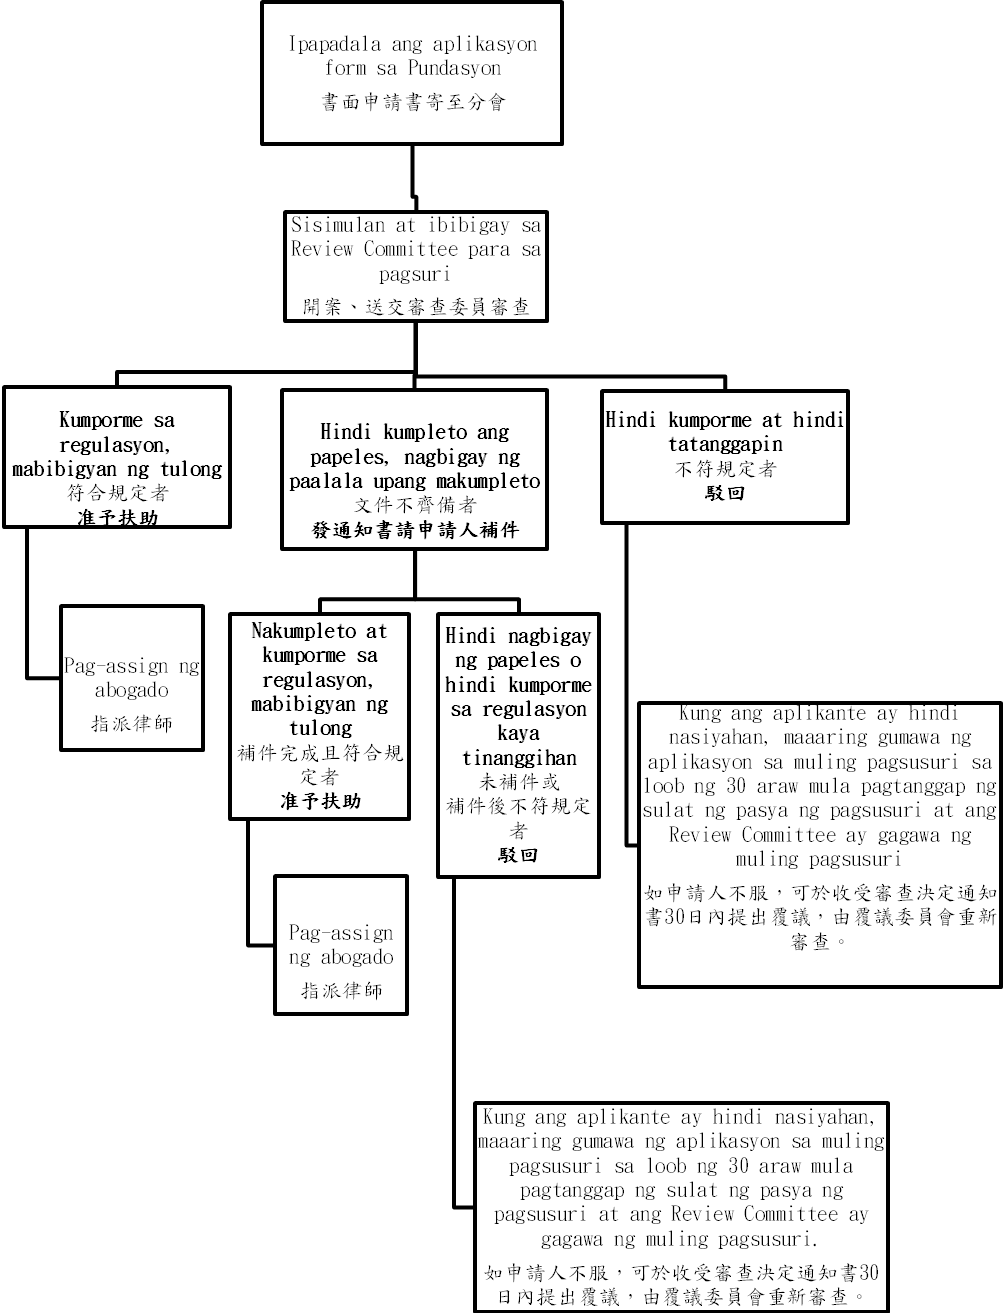 Ipapadala ang aplikasyon
form sa Pundasyon
書面申請書寄至分會
Sisimulan at ibibigay sa
Review Committee para sa
pagsuri
開案、送交審查委員審查
Kumporme sa
regulasyon,
mabibigyan ng tulong
符合規定者
准予扶助
Hindi kumpleto ang
papeles, nagbigay ng
paalala upang makumpleto
文件不齊備者
發通知書請申請人補件
Hindi kumporme at hindi
tatanggapin
不符規定者
駁回
Pag-assign ng
abogado
指派律師
Nakumpleto at
kumporme sa
regulasyon,
mabibigyan ng
tulong
補件完成且符合規
定者
准予扶助
Hindi nagbigay
ng papeles o
hindi kumporme
sa regulasyon
kaya
tinanggihan
未補件或
補件後不符規定
者
駁回
Kung ang aplikante ay hindi
nasiyahan, maaaring gumawa ng
aplikasyon sa muling pagsusuri sa
loob ng 30 araw mula pagtanggap ng
sulat ng pasya ng pagsusuri at ang
Review Committee ay gagawa ng
muling pagsusuri
如申請人不服，可於收受審查決定通知
書30日內提出覆議，由覆議委員會重新
審查。
Pag-assign
ng abogado
指派律師
Kung ang aplikante ay hindi nasiyahan,
maaaring gumawa ng aplikasyon sa muling
pagsusuri sa loob ng 30 araw mula
pagtanggap ng sulat ng pasya ng
pagsusuri at ang Review Committee ay
gagawa ng muling pagsusuri.
如申請人不服，可於收受審查決定通知書30
日內提出覆議，由覆議委員會重新審查。